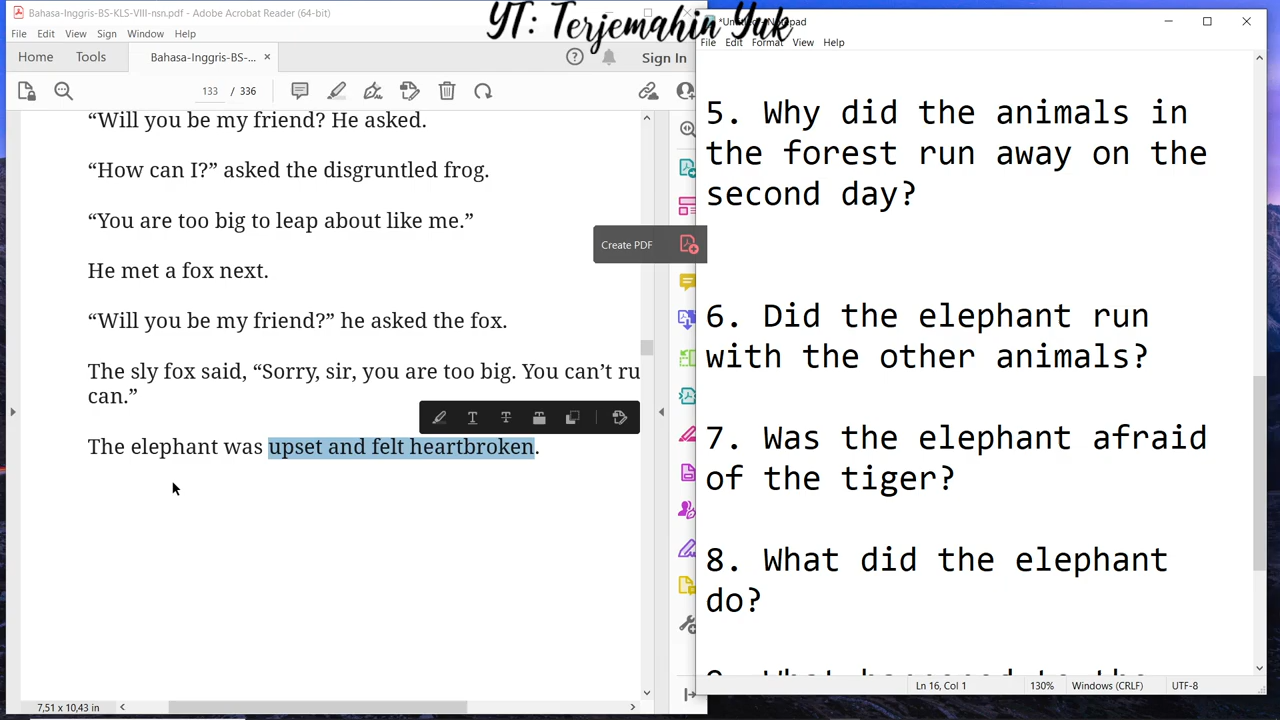 Bahasa-Inggris-BS-KLS-VIII-nsn.pdf - Adobe Acrobat Reader (64-bit)
File Edit View Sign Window Help
Home Tools Bahasa-Inggris-BS-... × Sign In
133 / 336
“Will you be my friend? He asked.
“How can I?” asked the disgruntled frog.
“You are too big to leap about like me.”
He met a fox next.
“Will you be my friend?” he asked the fox.
The sly fox said, “Sorry, sir, you are too big. You can’t ru
can.”
The elephant was upset and felt heartbroken.
Create PDF
7,51 x 10,43 in
YT: Terjemahin Yuk
File Edit Format View Help
5. Why did the animals in
the forest run away on the
second day?
6. Did the elephant run
with the other animals?
7. Was the elephant afraid
of the tiger?
8. What did the elephant
do?
9. What happened to the
Ln 16, Col 1 130% Windows (CRLF) UTF-8